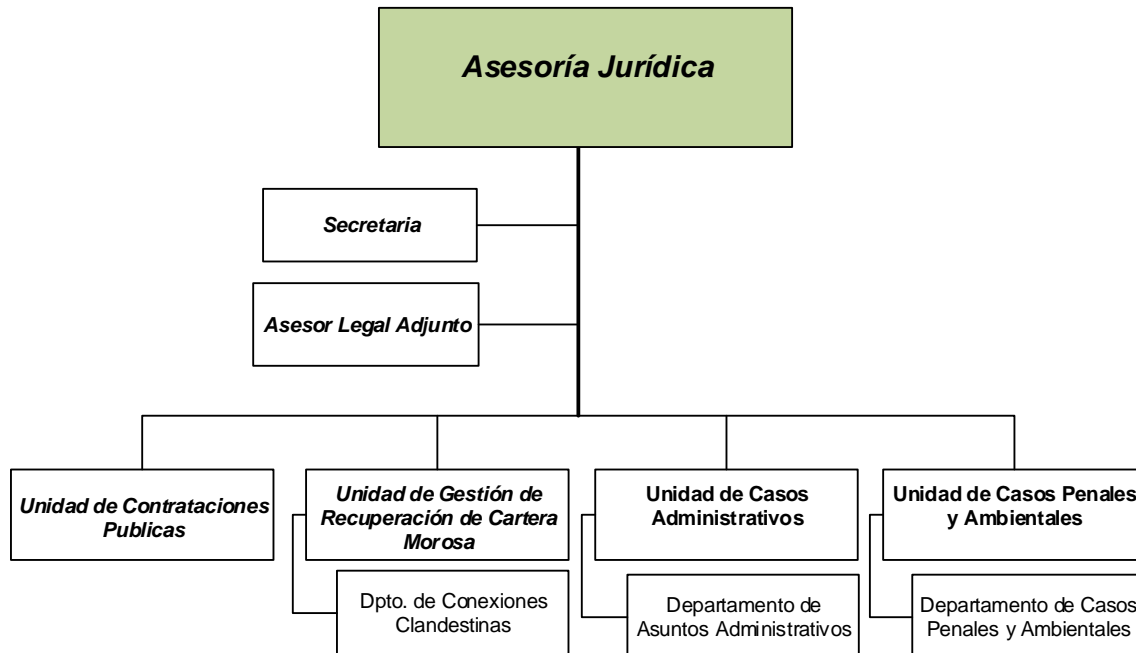 Asesoría Jurídica
Secretaria
Asesor Legal Adjunto
Unidad de Contrataciones
Publicas
Unidad de Gestión de
Recuperación de Cartera
Morosa
Unidad de Casos
Administrativos
Unidad de Casos Penales
y Ambientales
Dpto. de Conexiones
Clandestinas
Departamento de
Asuntos Administrativos
Departamento de Casos
Penales y Ambientales